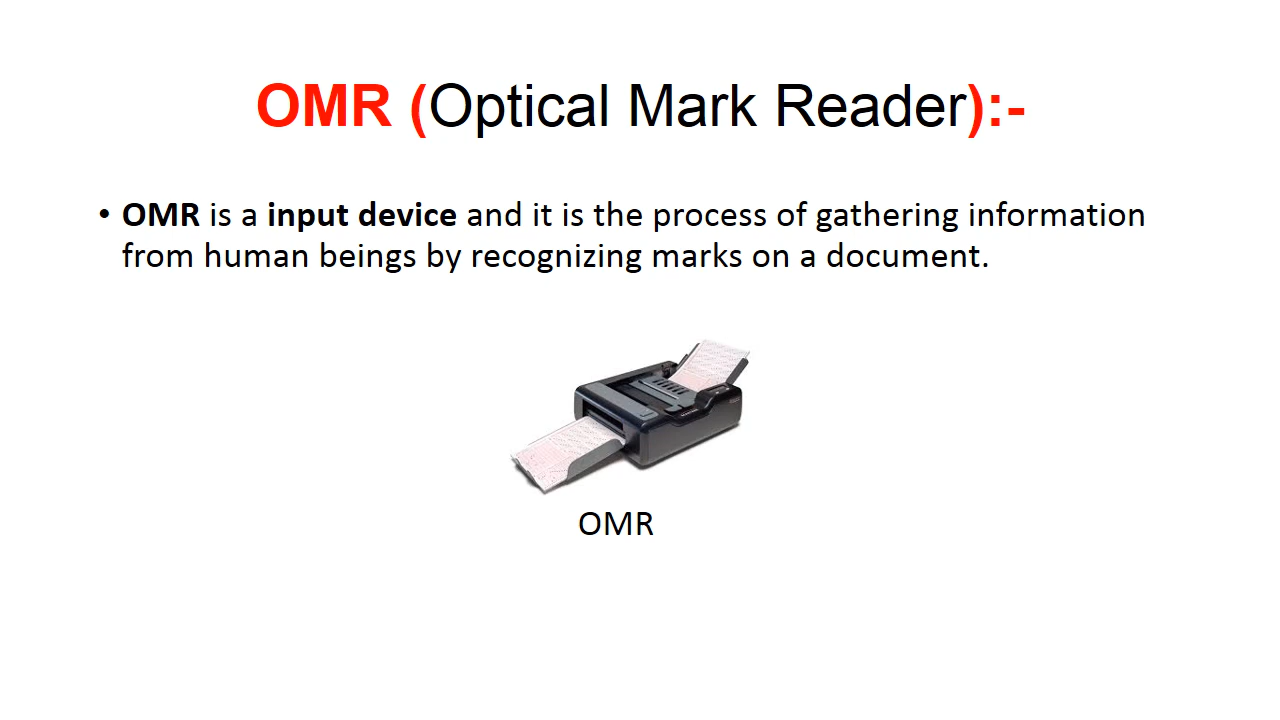 OMR (Optical Mark Reader):-
• OMR is a input device and it is the process of gathering information
from human beings by recognizing marks on a document.
OMR